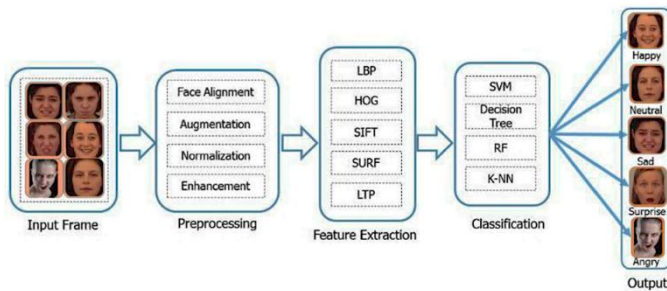 Input Frame
Face Alignment
Augmentation
Normalization
Enhancement
Preprocessing
LBP
HOG
SIFT
SURF
LTP
Feature Extraction
SVM
Decision
Tree
RF
K-NN
Classification
Happy
Neutral
Sad
Surprise
Angry
Output